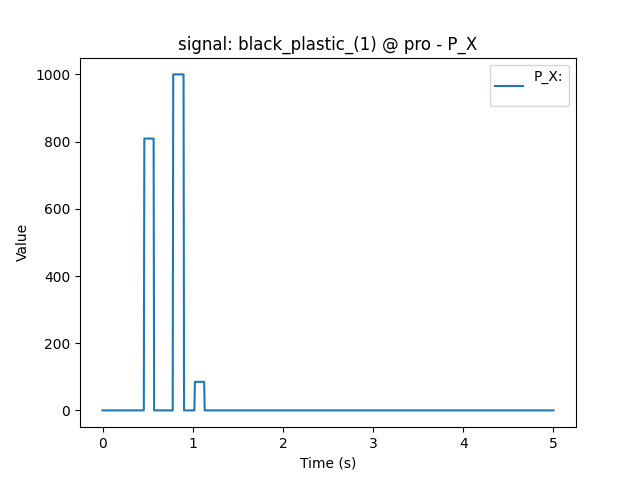 signal: black_plastic_(1) @ pro - P_X
P_X:
1000
800
600
400
200
0
Value
0 1 2 3 4 5
Time (s)